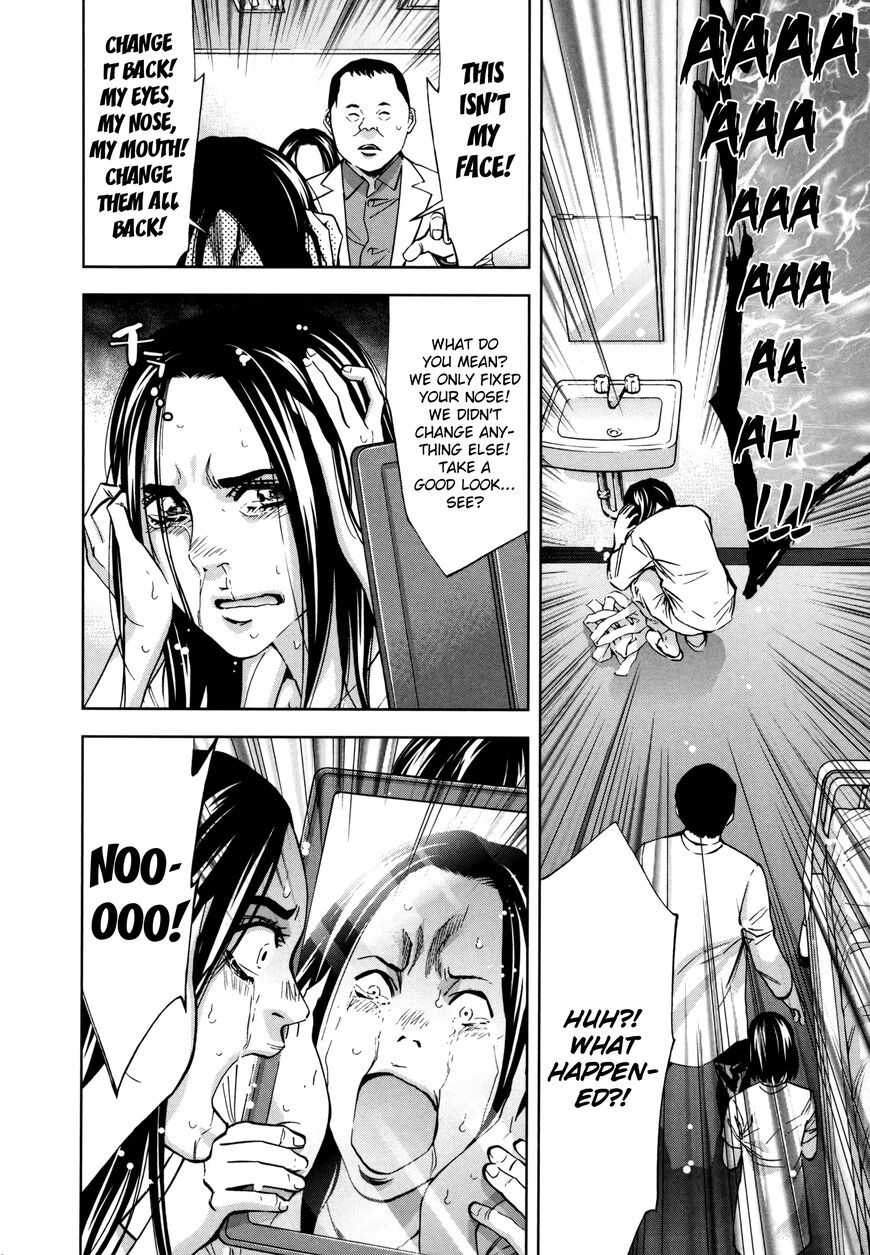 AAAA
AAA
AAA
AAA
AA
AH
!!!
HUH?!
WHAT
HAPPEN-
ED?!
THIS
ISN'T
MY
FACE!
CHANGE
IT BACK!
MY EYES,
MY NOSE,
MY MOUTH!
CHANGE
THEM ALL
BACK!
WHAT DO
YOU MEAN?
WE ONLY FIXED
YOUR NOSE!
WE DIDN'T
CHANGE ANY-
THING ELSE!
TAKE A
GOOD LOOK...
SEE?
チラ
NOO-
OOO!